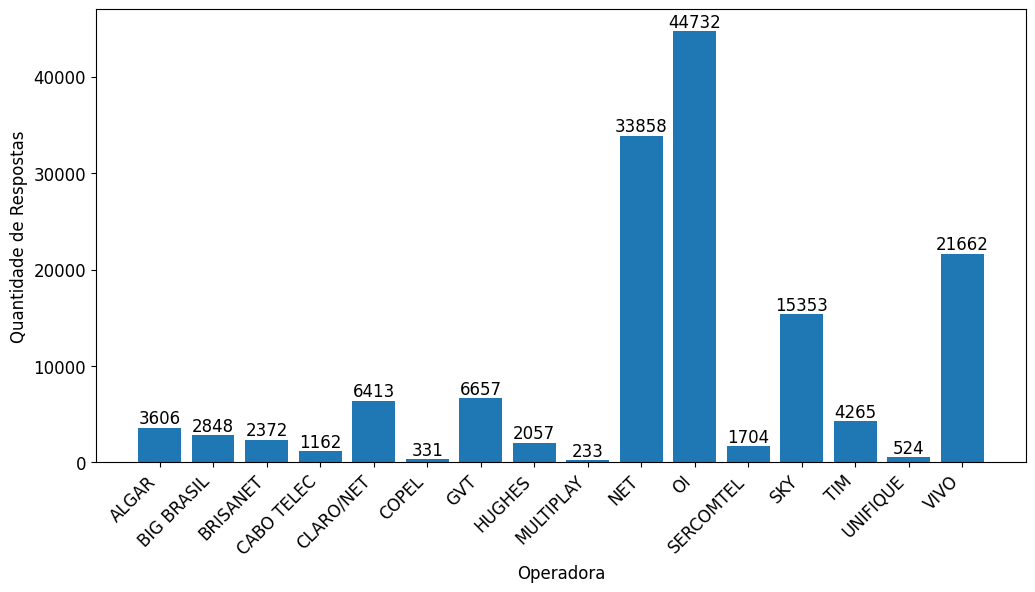 44732
40000
33858
30000
21662
20000
15353
10000
6413
6657
3606
2848
2372
1162
331
2057
233
1704
4265
524
0
Quantidade de Respostas
ALGAR
BIG BRASIL
BRISANET
CABO TELEC
CLARO/NET
COPEL
GVT
HUGHES
MULTIPLAY
NET
OI
SERCOMTEL
SKY
TIM
UNIFIQUE
VIVO
Operadora